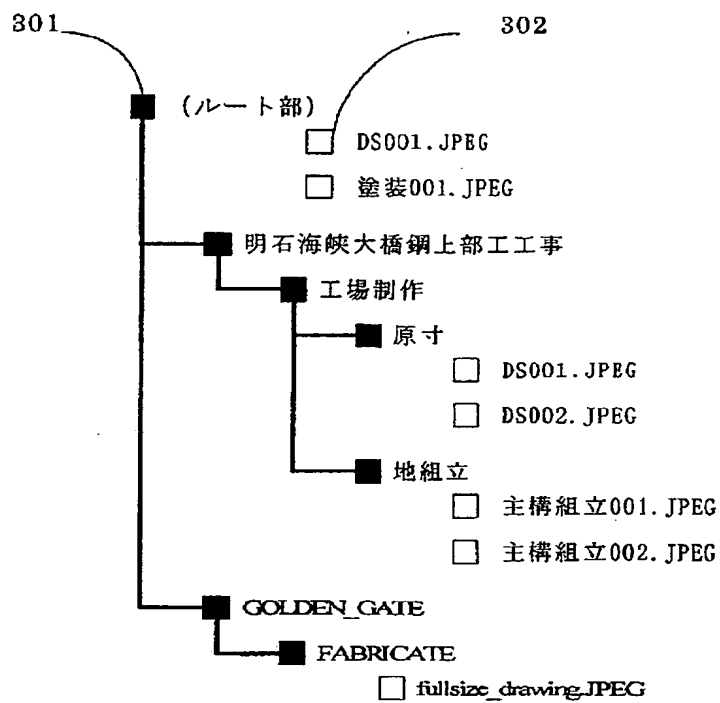 301
302
(ルート部)
DS001.JPEG
塗装001.JPEG
明石海峡大橋鋼上部工工事
工場制作
原寸
DS001.JPEG
DS002.JPEG
地組立
主構組立001.JPEG
主構組立002.JPEG
GOLDEN_GATE
FABRICATE
fullsize_drawing.JPEG